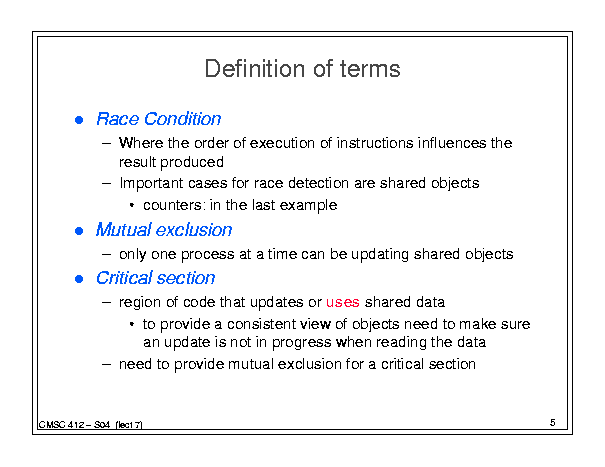 Definition of terms
● Race Condition
– Where the order of execution of instructions influences the
result produced
– Important cases for race detection are shared objects
• counters: in the last example
● Mutual exclusion
– only one process at a time can be updating shared objects
● Critical section
– region of code that updates or uses shared data
• to provide a consistent view of objects need to make sure
an update is not in progress when reading the data
– need to provide mutual exclusion for a critical section
CMSC 412 – S04 (lect 7)
5